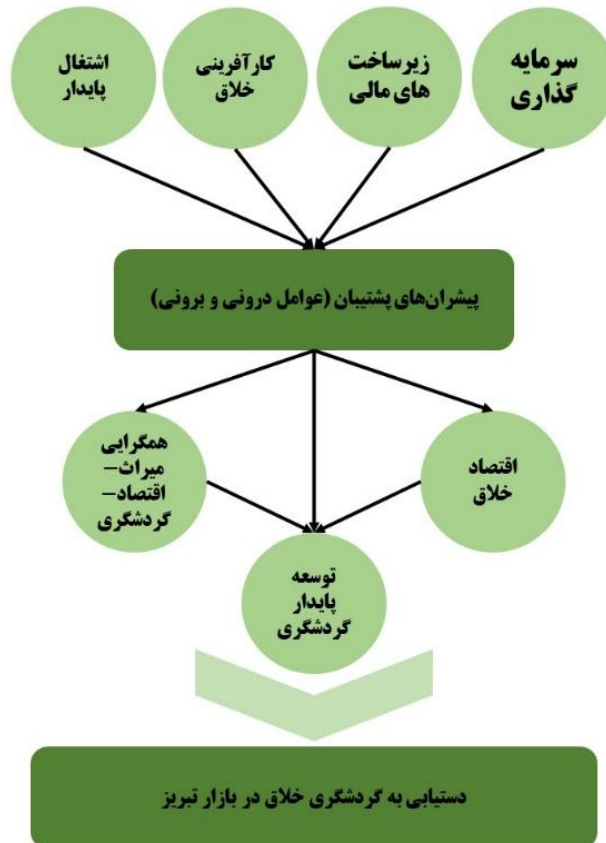 سرمایه
گذاری
زیرساخت
های مالی
کارآفرینی
خلاق
اشتغال
پایدار
پیشران‌های پشتیبان (عوامل درونی و برونی)
اقتصاد
خلاق
همگرایی
میراث-
اقتصاد-
گردشگری
توسعه
پایدار
گردشگری
دستیابی به گردشگری خلاق در بازار تبریز